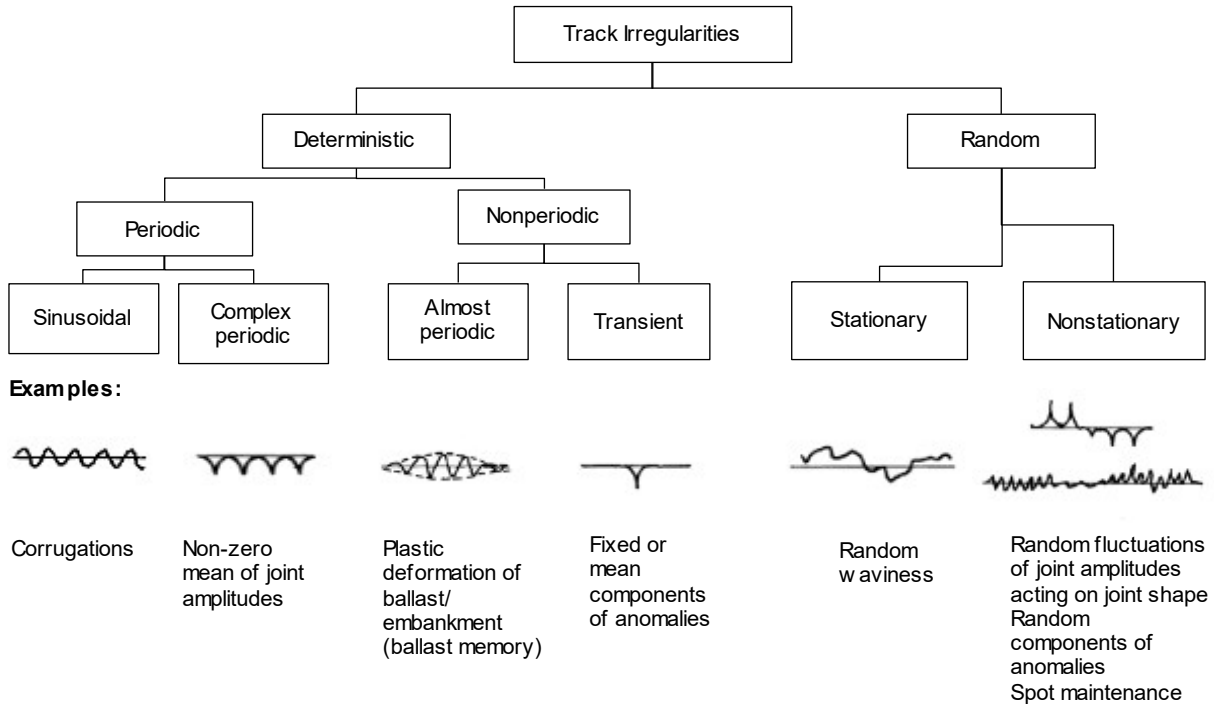 Track Irregularities
Deterministic
Random
Periodic
Nonperiodic
Sinusoidal
Complex
periodic
Almost
periodic
Transient
Stationary
Nonstationary
Examples:
Corrugations
Non-zero
mean of joint
amplitudes
Plastic
deformation of
ballast/
embankment
(ballast memory)
Fixed or
mean
components
of anomalies
Random
waviness
Random fluctuations
of joint amplitudes
acting on joint shape
Random
components of
anomalies
Spot maintenance